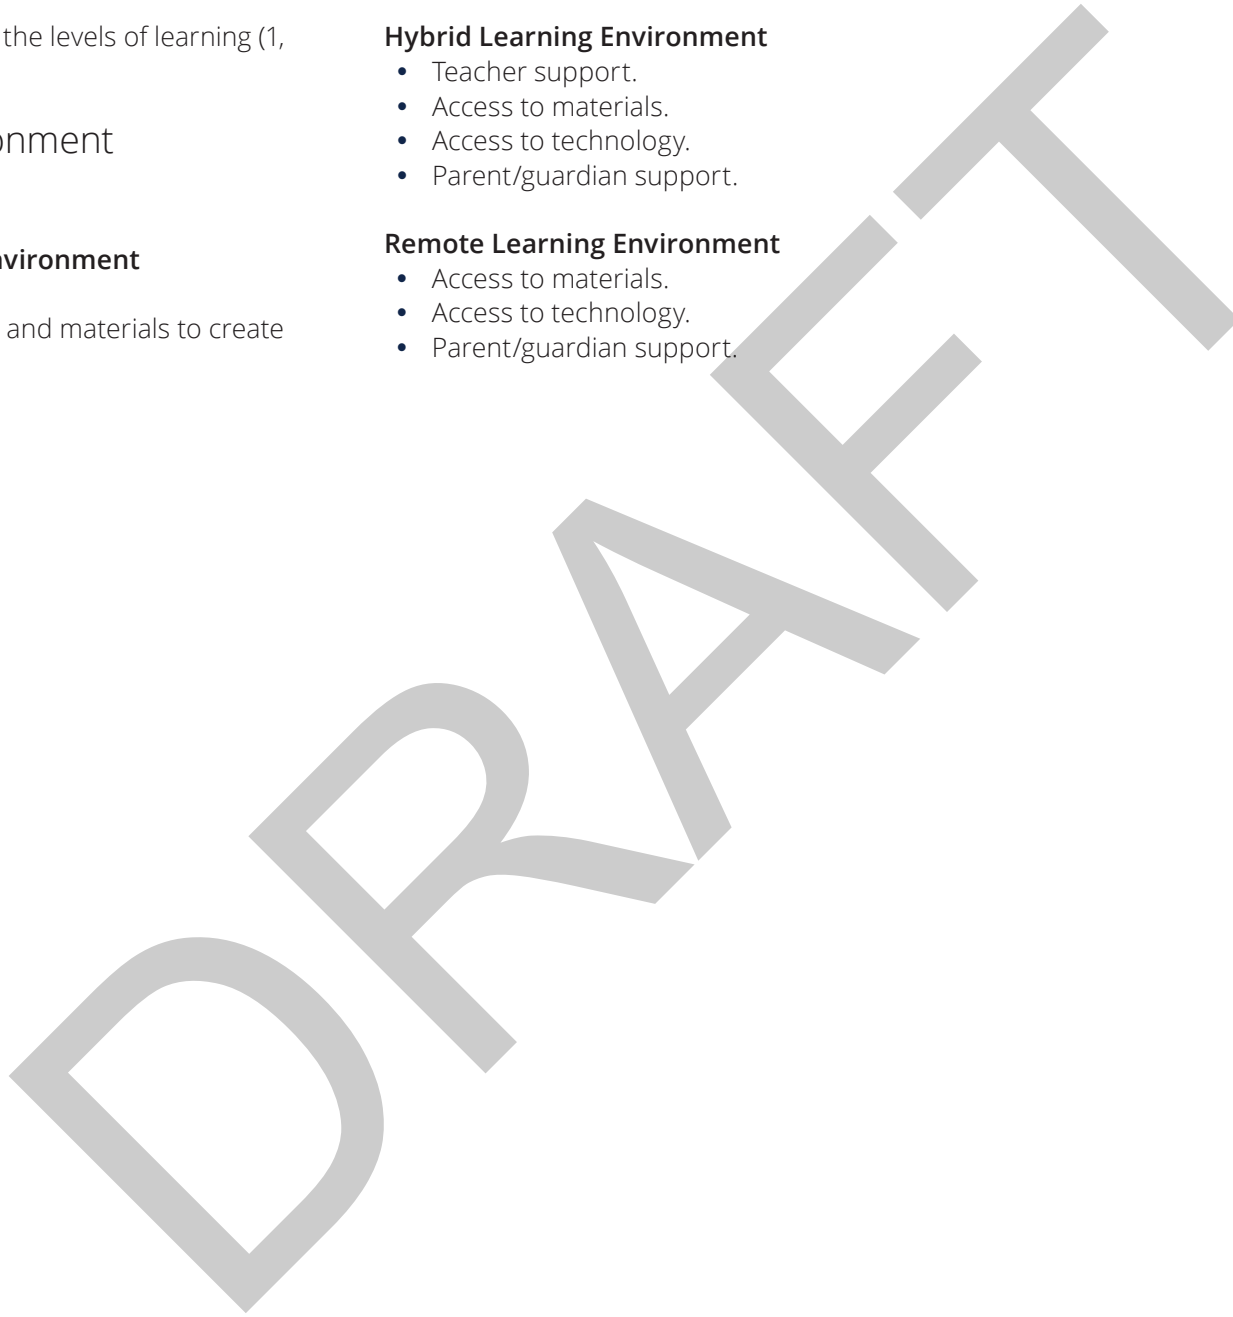 the levels of learning (1,
onment
vironment
and materials to create
Hybrid Learning Environment
• Teacher support.
• Access to materials.
• Access to technology.
• Parent/guardian support.
Remote Learning Environment
• Access to materials.
• Access to technology.
• Parent/guardian support.
DRAFT